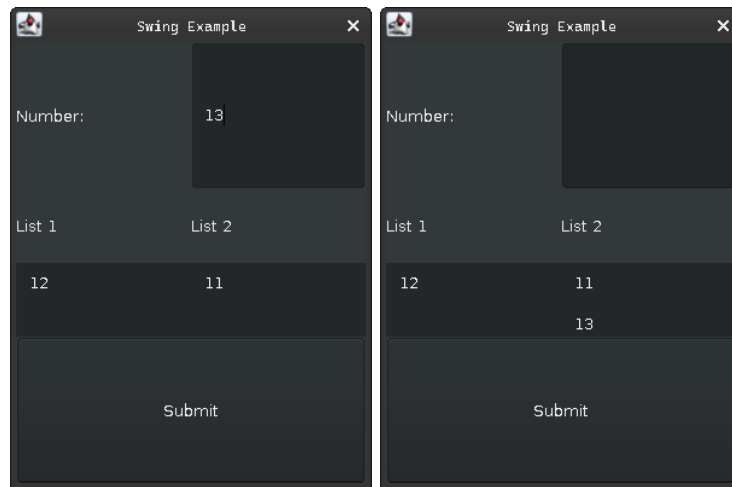 Swing Example ×
Number: 13
List 1 List 2
12 11
Submit
Swing Example ×
Number:
List 1 List 2
12 11
13
Submit